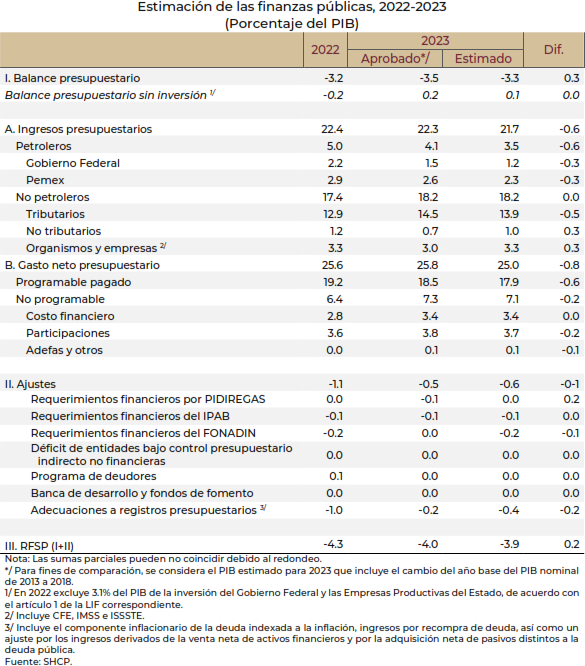 Estimación de las finanzas públicas, 2022-2023
(Porcentaje del PIB)
2022 2023 Dif.
Aprobado*/ Estimado
I. Balance presupuestario -3.2 -3.5 -3.3 0.3
Balance presupuestario sin inversión 1/ -0.2 0.2 0.1 0.0
A. Ingresos presupuestarios 22.4 22.3 21.7 -0.6
Petroleros 5.0 4.1 3.5 -0.6
Gobierno Federal 2.2 1.5 1.2 -0.3
Pemex 2.9 2.6 2.3 -0.3
No petroleros 17.4 18.2 18.2 0.0
Tributarios 12.9 14.5 13.9 -0.5
No tributarios 1.2 0.7 1.0 0.3
Organismos y empresas 2/ 3.3 3.0 3.3 0.3
B. Gasto neto presupuestario 25.6 25.8 25.0 -0.8
Programable pagado 19.2 18.5 17.9 -0.6
No programable 6.4 7.3 7.1 -0.2
Costo financiero 2.8 3.4 3.4 0.0
Participaciones 3.6 3.8 3.7 -0.2
Adefas y otros 0.0 0.1 0.1 -0.1
II. Ajustes -1.1 -0.5 -0.6 -0-1
Requerimientos financieros por PIDIREGAS 0.0 -0.1 0.0 0.2
Requerimientos financieros del IPAB -0.1 -0.1 -0.1 0.0
Requerimientos financieros del FONADIN -0.2 0.0 -0.2 -0.1
Déficit de entidades bajo control presupuestario
indirecto no financieras 0.0 0.0 0.0 0.0
Programa de deudores 0.1 0.0 0.0 0.0
Banca de desarrollo y fondos de fomento 0.0 0.0 0.0 0.0
Adecuaciones a registros presupuestarios 3/ -1.0 -0.2 -0.4 -0.2
III. RFSP (I+II) -4.3 -4.0 -3.9 0.2
Nota: Las sumas parciales pueden no coincidir debido al redondeo.
*/ Para fines de comparación, se considera el PIB estimado para 2023 que incluye el cambio del año base del PIB nominal
de 2013 a 2018.
1/ En 2022 excluye 3.1% del PIB de la inversión del Gobierno Federal y las Empresas Productivas del Estado, de acuerdo con
el artículo 1 de la LIF correspondiente.
2/ Incluye CFE, IMSS e ISSSTE.
3/ Incluye el componente inflacionario de la deuda indexada a la inflación, ingresos por recompra de deuda, así como un
ajuste por los ingresos derivados de la venta neta de activos financieros y por la adquisición neta de pasivos distintos a la
deuda pública.
Fuente: SHCP.